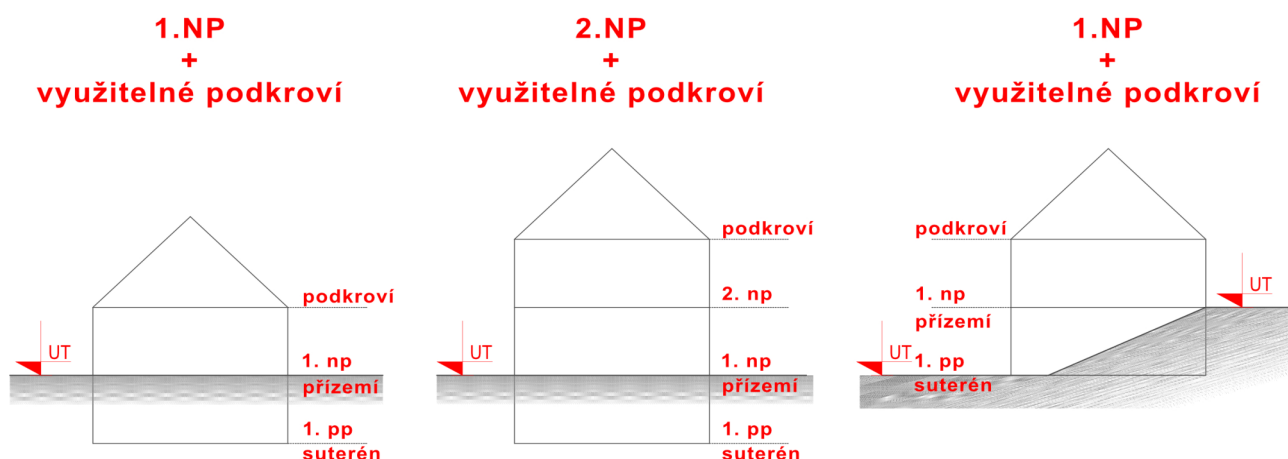 1.NP
+
využitelné podkroví
podkroví
UT
1. np
přízemí
1. pp
suterén
2.NP
+
využitelné podkroví
podkroví
2. np
UT
1. np
přízemí
1. pp
suterén
1.NP
+
využitelné podkroví
podkroví
1. np
přízemí
UT
UT
1. pp
suterén